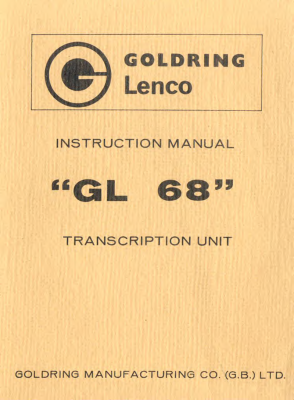 GOLDRING
Lenco
INSTRUCTION MANUAL
“GL 68”
TRANSCRIPTION UNIT
GOLDRING MANUFACTURING CO. (G.B.) LTD.